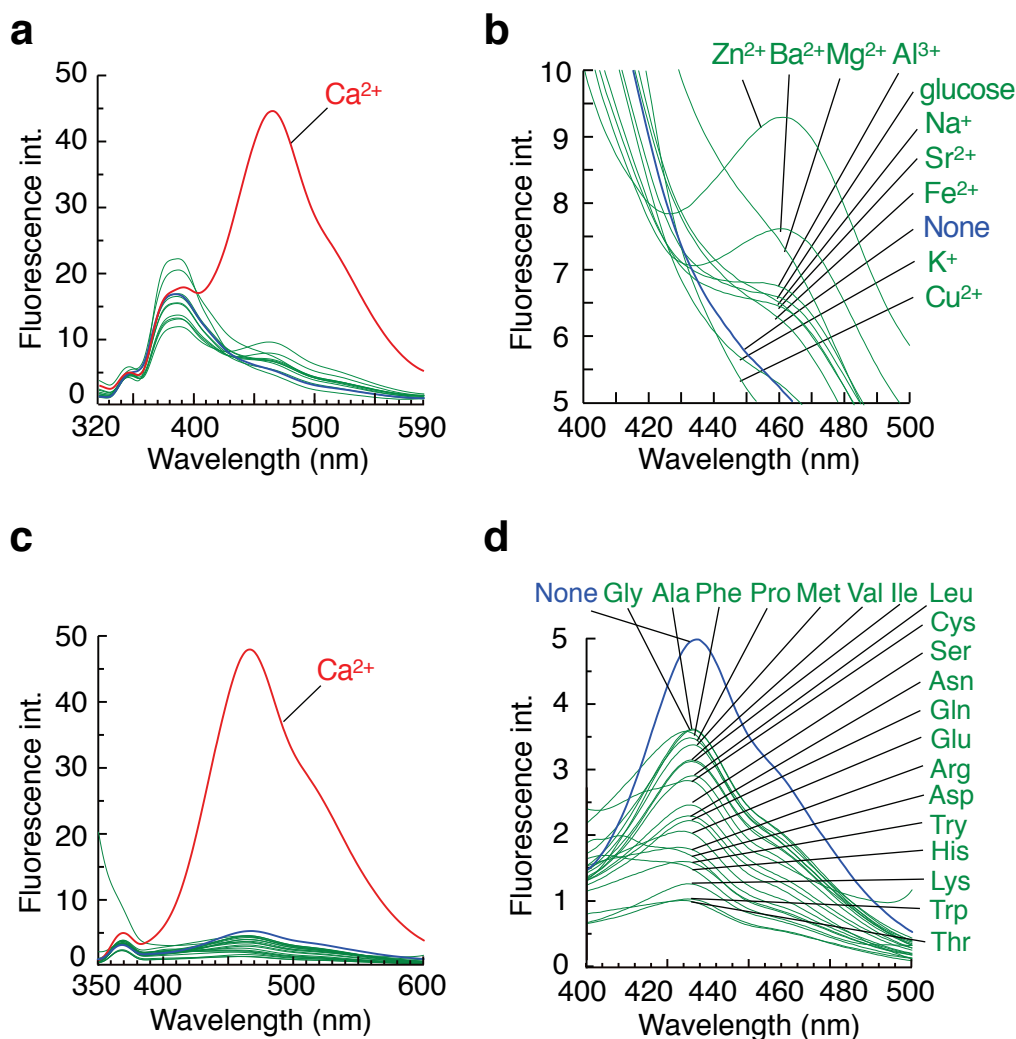 a
50
40
30
20
10
0
Fluorescence int.
Ca²⁺
320 400 500 590
Wavelength (nm)
b
Zn²⁺ Ba²⁺ Mg²⁺ Al³⁺
glucose
Na⁺
Sr²⁺
Fe²⁺
None
K⁺
Cu²⁺
10
9
8
7
6
5
Fluorescence int.
400 420 440 460 480 500
Wavelength (nm)
c
50
40
30
20
10
0
Fluorescence int.
Ca²⁺
350 400 500 600
Wavelength (nm)
d
None Gly Ala Phe Pro Met Val Ile Leu
Cys
Ser
Asn
Gln
Glu
Arg
Asp
Try
His
Lys
Trp
Thr
5
4
3
2
1
0
Fluorescence int.
400 420 440 460 480 500
Wavelength (nm)